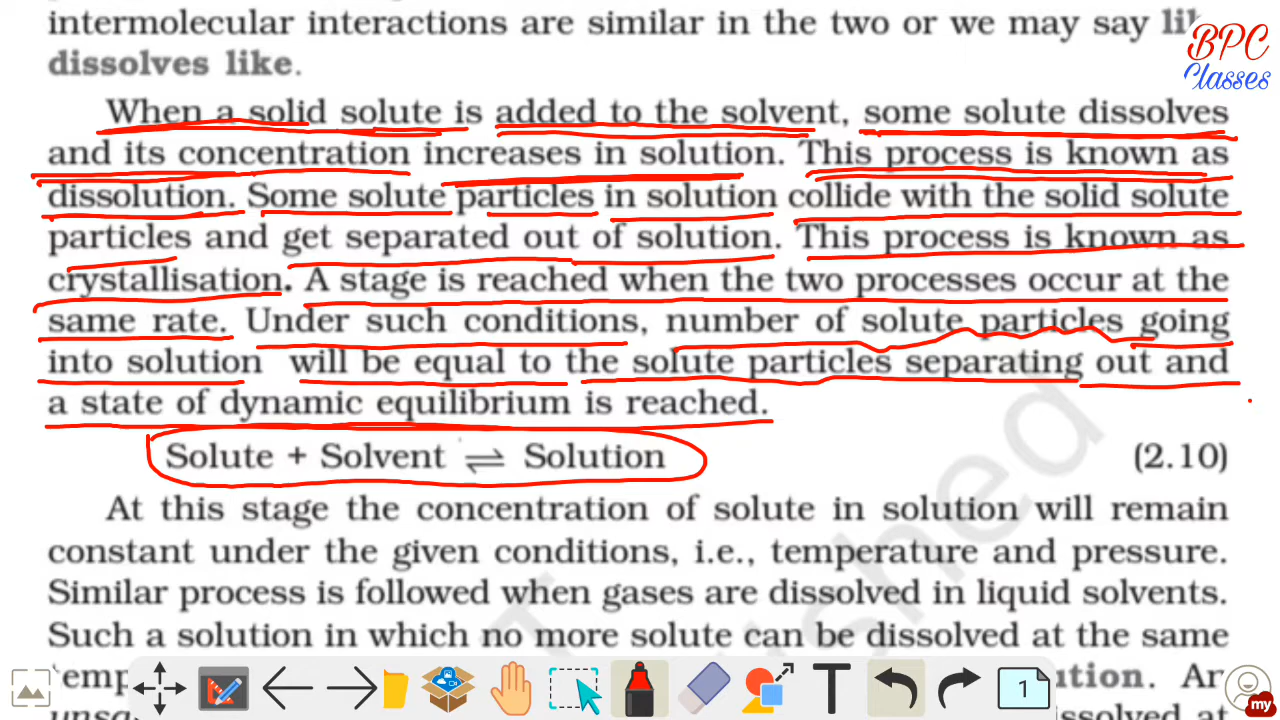 intermolecular interactions are similar in the two or we may say
dissolves like.
BPC
Classes
When a solid solute is added to the solvent, some solute dissolves
and its concentration increases in solution. This process is known as
dissolution. Some solute particles in solution collide with the solid solute
particles and get separated out of solution. This process is known as
crystallisation. A stage is reached when the two processes occur at the
same rate. Under such conditions, number of solute particles going
into solution will be equal to the solute particles separating out and
a state of dynamic equilibrium is reached.
Solute + Solvent ⇌ Solution (2.10)
At this stage the concentration of solute in solution will remain
constant under the given conditions, i.e., temperature and pressure.
Similar process is followed when gases are dissolved in liquid solvents.
Such a solution in which no more solute can be dissolved at the same
T
1
my